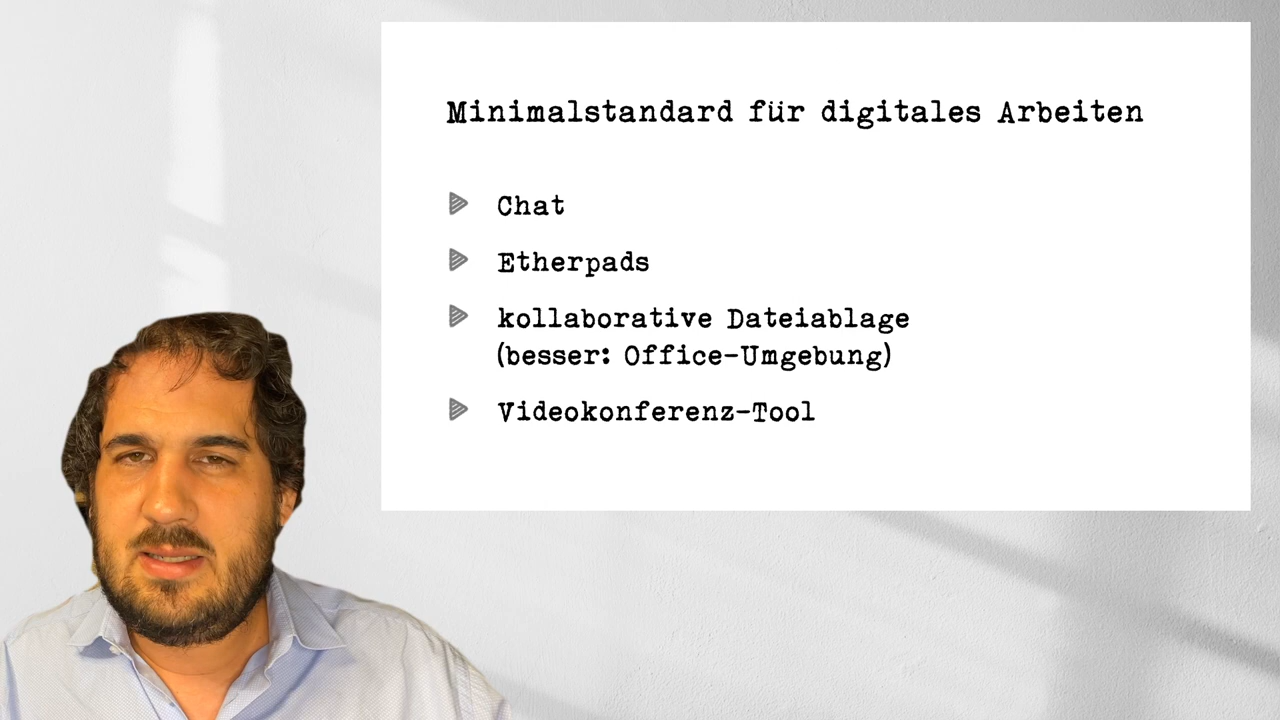 Minimalstandard für digitales Arbeiten
Chat
Etherpads
kollaborative Dateiablage
(besser: Office-Umgebung)
Videokonferenz-Tool